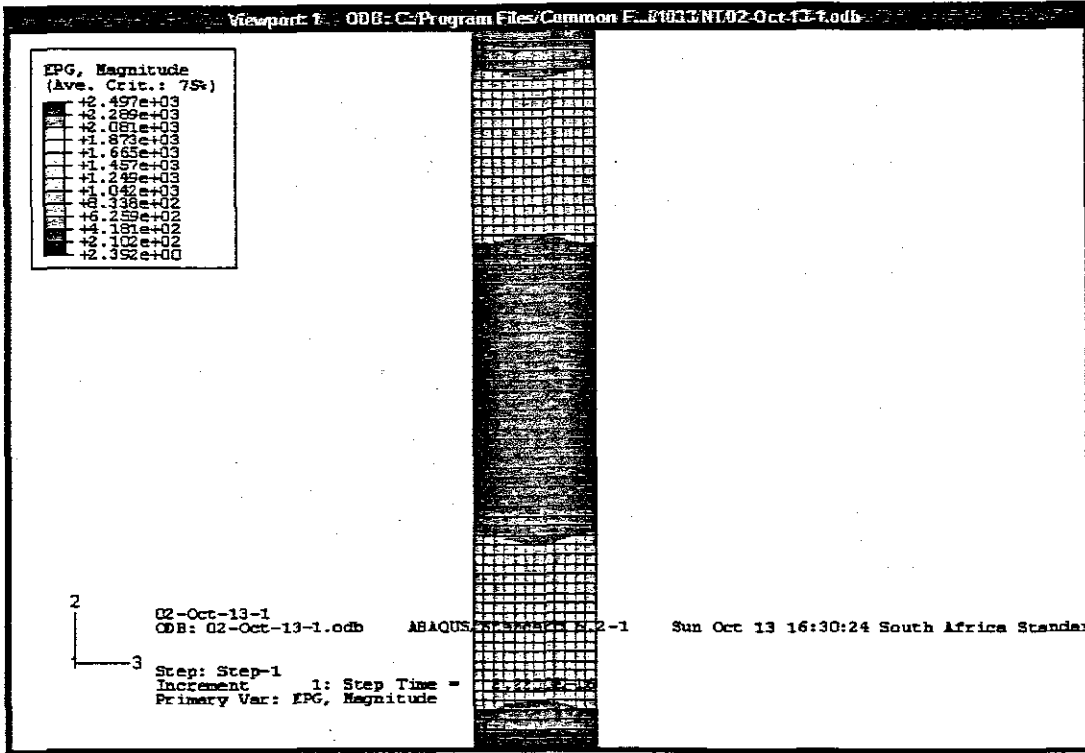 Viewport: 1 ODB: C:/Program Files/Common F...
EPG, Magnitude
(Ave. Crit.: 75%)
+2.497e+03
+2.289e+03
+2.081e+03
+1.873e+03
+1.665e+03
+1.457e+03
+1.249e+03
+1.042e+03
+8.338e+02
+6.259e+02
+4.181e+02
+2.102e+02
+2.392e+00
2
3
1
02-Oct-13-1
ODB: 02-Oct-13-1.odb ABAQUS/ 2-1 Sun Oct 13 16:30:24 South Africa Standar
Step: Step-1
Increment 1: Step Time =
Primary Var: EPG, Magnitude